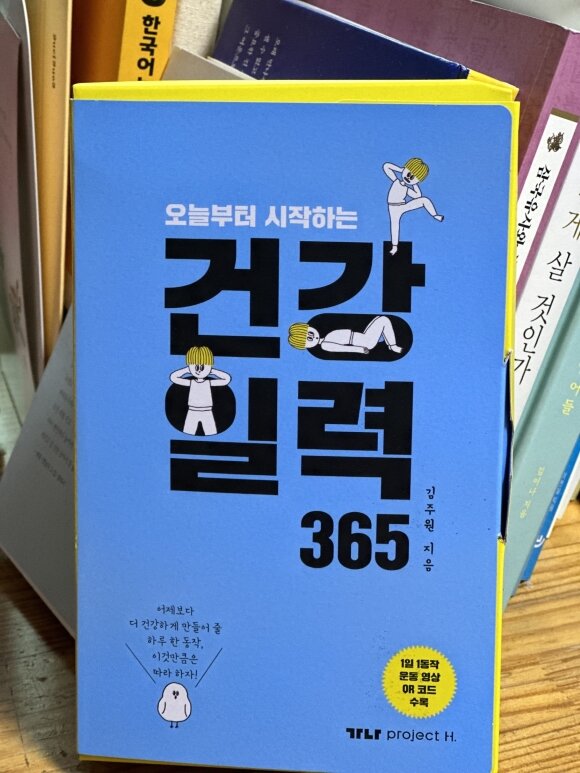 한국어
오늘부터 시작하는
건강
일력
365
김주원 지음
어제보다
더 건강하게 만들어 줄
하루 한 동작,
이것만큼은
따라 하자!
1일 1동작
운동 영상
QR 코드
수록
가나 project H.
게 살 것인가